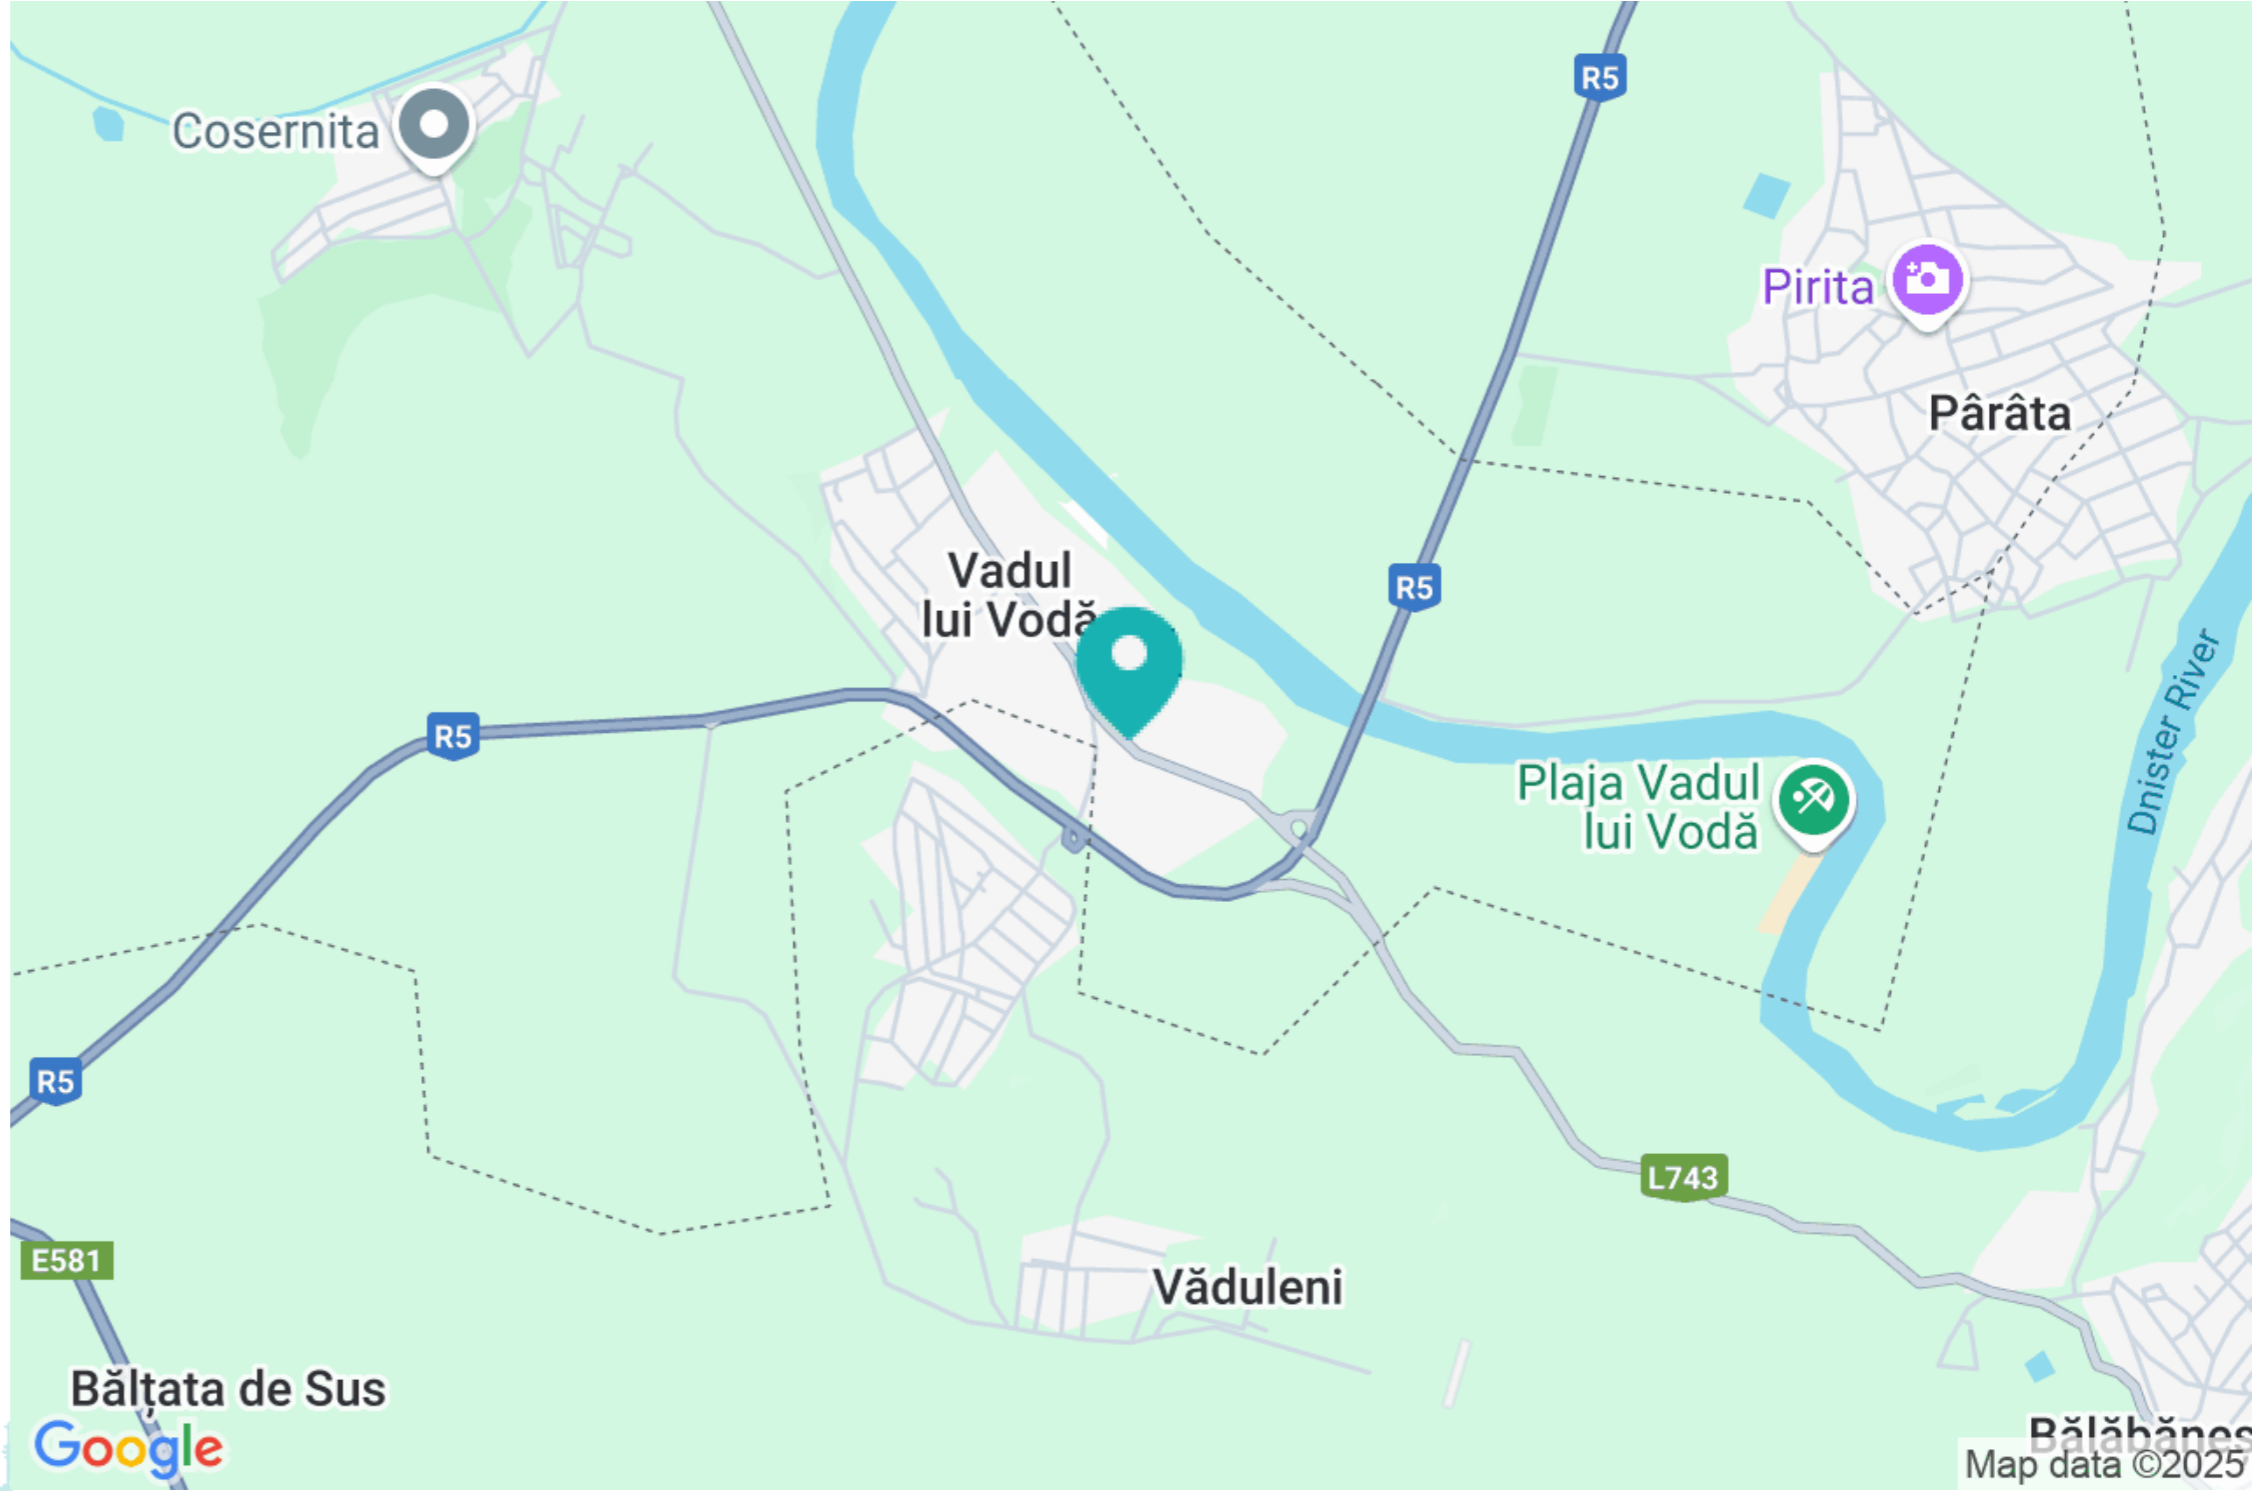 R5
Cosernita
Pirita
Pârâta
Vadul
lui Vodă
R5
R5
Dnister River
Plaja Vadul
lui Vodă
R5
L743
E581
Văduleni
Bălțata de Sus
Google
Bălăbăneș
Map data ©2025